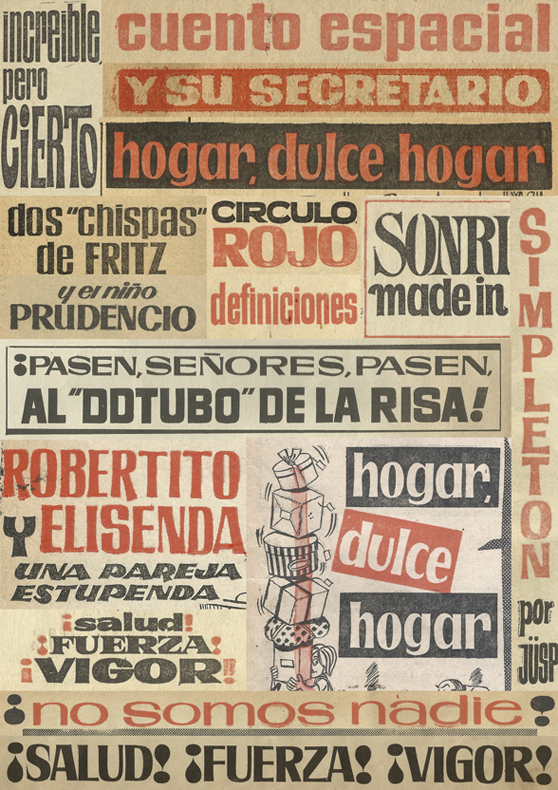 increible,
pero
CIERTO
cuento espacial
Y SU SECRETARIO
hogar, dulce hogar
dos "chispas"
de FRITZ
y el niño
PRUDENCIO
CIRCULO
ROJO
definiciones
SONRI
made in
SIMPLETON
por
JÜSP
¡PASEN, SEÑORES, PASEN,
AL "DDTUBO" DE LA RISA!
ROBERTITO
Y ELISENDA
UNA PAREJA
ESTUPENDA
¡salud!
¡FUERZA!
¡VIGOR!
hogar,
dulce
hogar
¿no somos nadie?
¡SALUD! ¡FUERZA! ¡VIGOR!